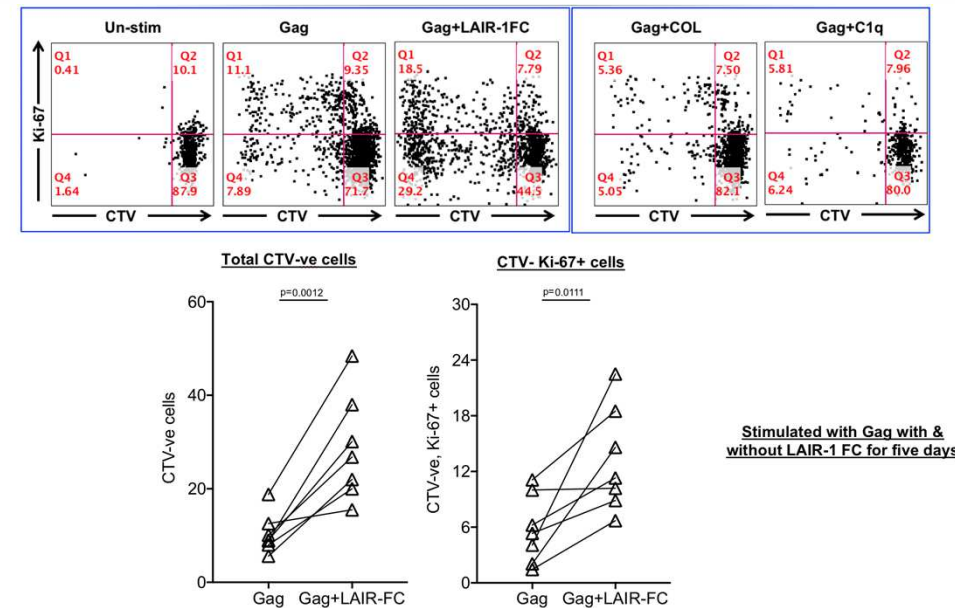 Un-stim
Gag
Gag+LAIR-1FC
Gag+COL
Gag+C1q
Ki-67
Q1
0.41
Q2
10.1
Q4
1.64
Q3
87.9
Q1
11.1
Q2
9.35
Q4
7.89
Q3
71.7
Q1
18.5
Q2
7.79
Q4
29.2
Q3
44.5
Q1
5.36
Q2
7.50
Q4
5.05
Q3
82.1
Q1
5.81
Q2
7.96
Q4
6.24
Q3
80.0
CTV
CTV
CTV
CTV
CTV
Total CTV-ve cells
p=0.0012
CTV-ve cells
60
40
20
0
Gag
Gag+LAIR-FC
CTV- Ki-67+ cells
p=0.0111
CTV-ve, Ki-67+ cells
30
24
18
12
6
0
Gag
Gag+LAIR-FC
Stimulated with Gag with &
without LAIR-1 FC for five days